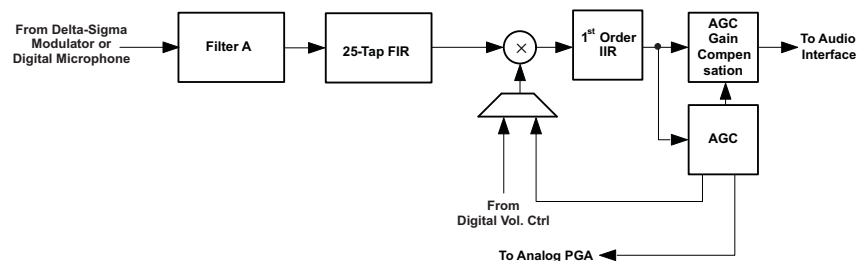 From Delta-Sigma
Modulator or
Digital Microphone
Filter A
25-Tap FIR
×
1st Order
IIR
AGC
Gain
Compen
sation
To Audio
Interface
AGC
From
Digital Vol. Ctrl
To Analog PGA